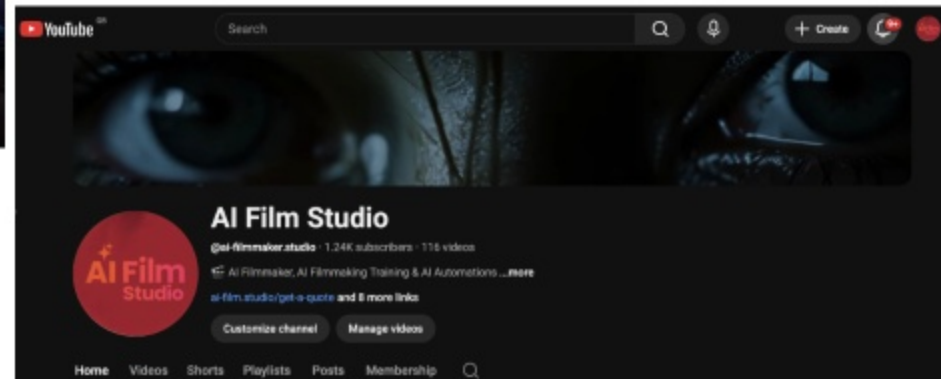 YouTube GB
Search
+ Create
9+
AI Film Studio
@ai-filmmaker.studio · 1.24K subscribers · 116 videos
AI Filmmaker, AI Filmmaking Training & AI Automations ...more
ai-film.studio/get-a-quote and 8 more links
AI Film
Studio
Customize channel
Manage videos
Home Videos Shorts Playlists Posts Membership